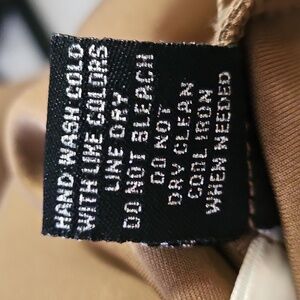 HAND WASH COLD
WITH LIKE COLORS
LINE DRY
DO NOT BLEACH
DO NOT
DRY CLEAN
COOL IRON
WHEN NEEDED